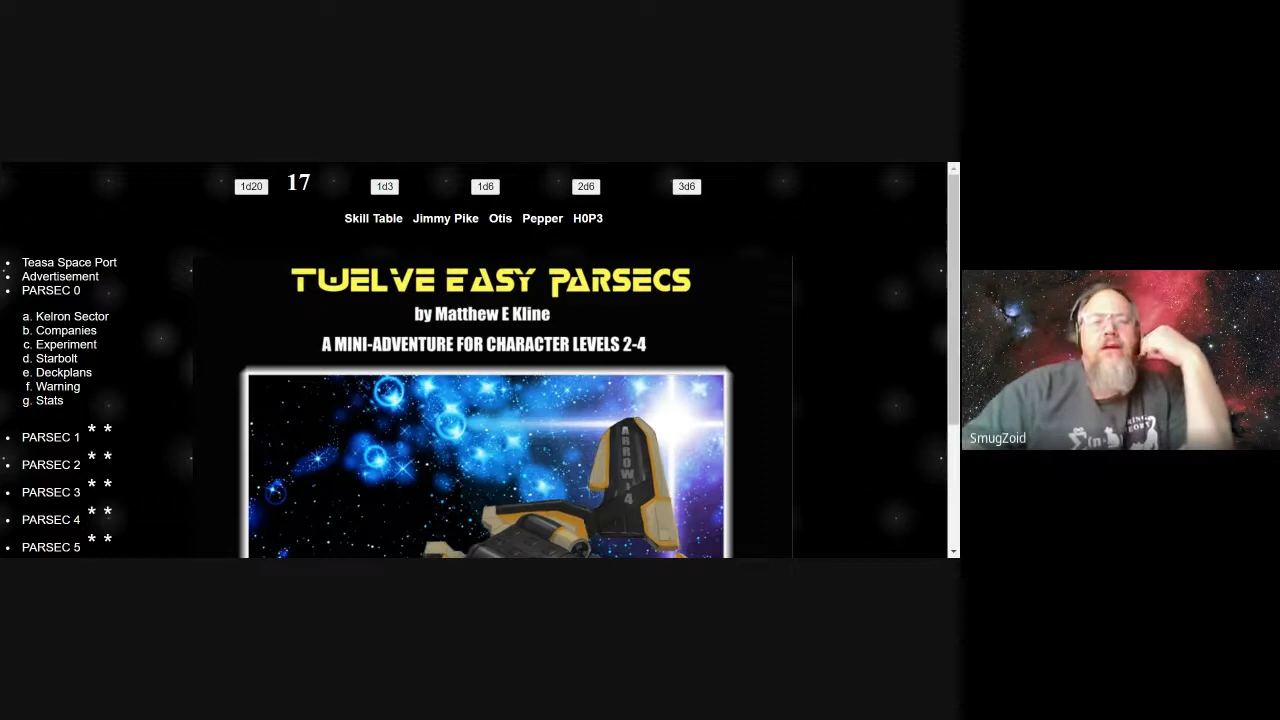 1d20 17 1d3 1d6 2d6 3d6
Skill Table Jimmy Pike Otis Pepper H0P3
Teasa Space Port
Advertisement
PARSEC 0
a. Kelron Sector
b. Companies
c. Experiment
d. Starbolt
e. Deckplans
f. Warning
g. Stats
PARSEC 1 * *
PARSEC 2 * *
PARSEC 3 * *
PARSEC 4 * *
PARSEC 5 * *
TWELVE EASY PARSECS
by Matthew E Kline
A MINI-ADVENTURE FOR CHARACTER LEVELS 2-4
ARROW 4
SmugZoid